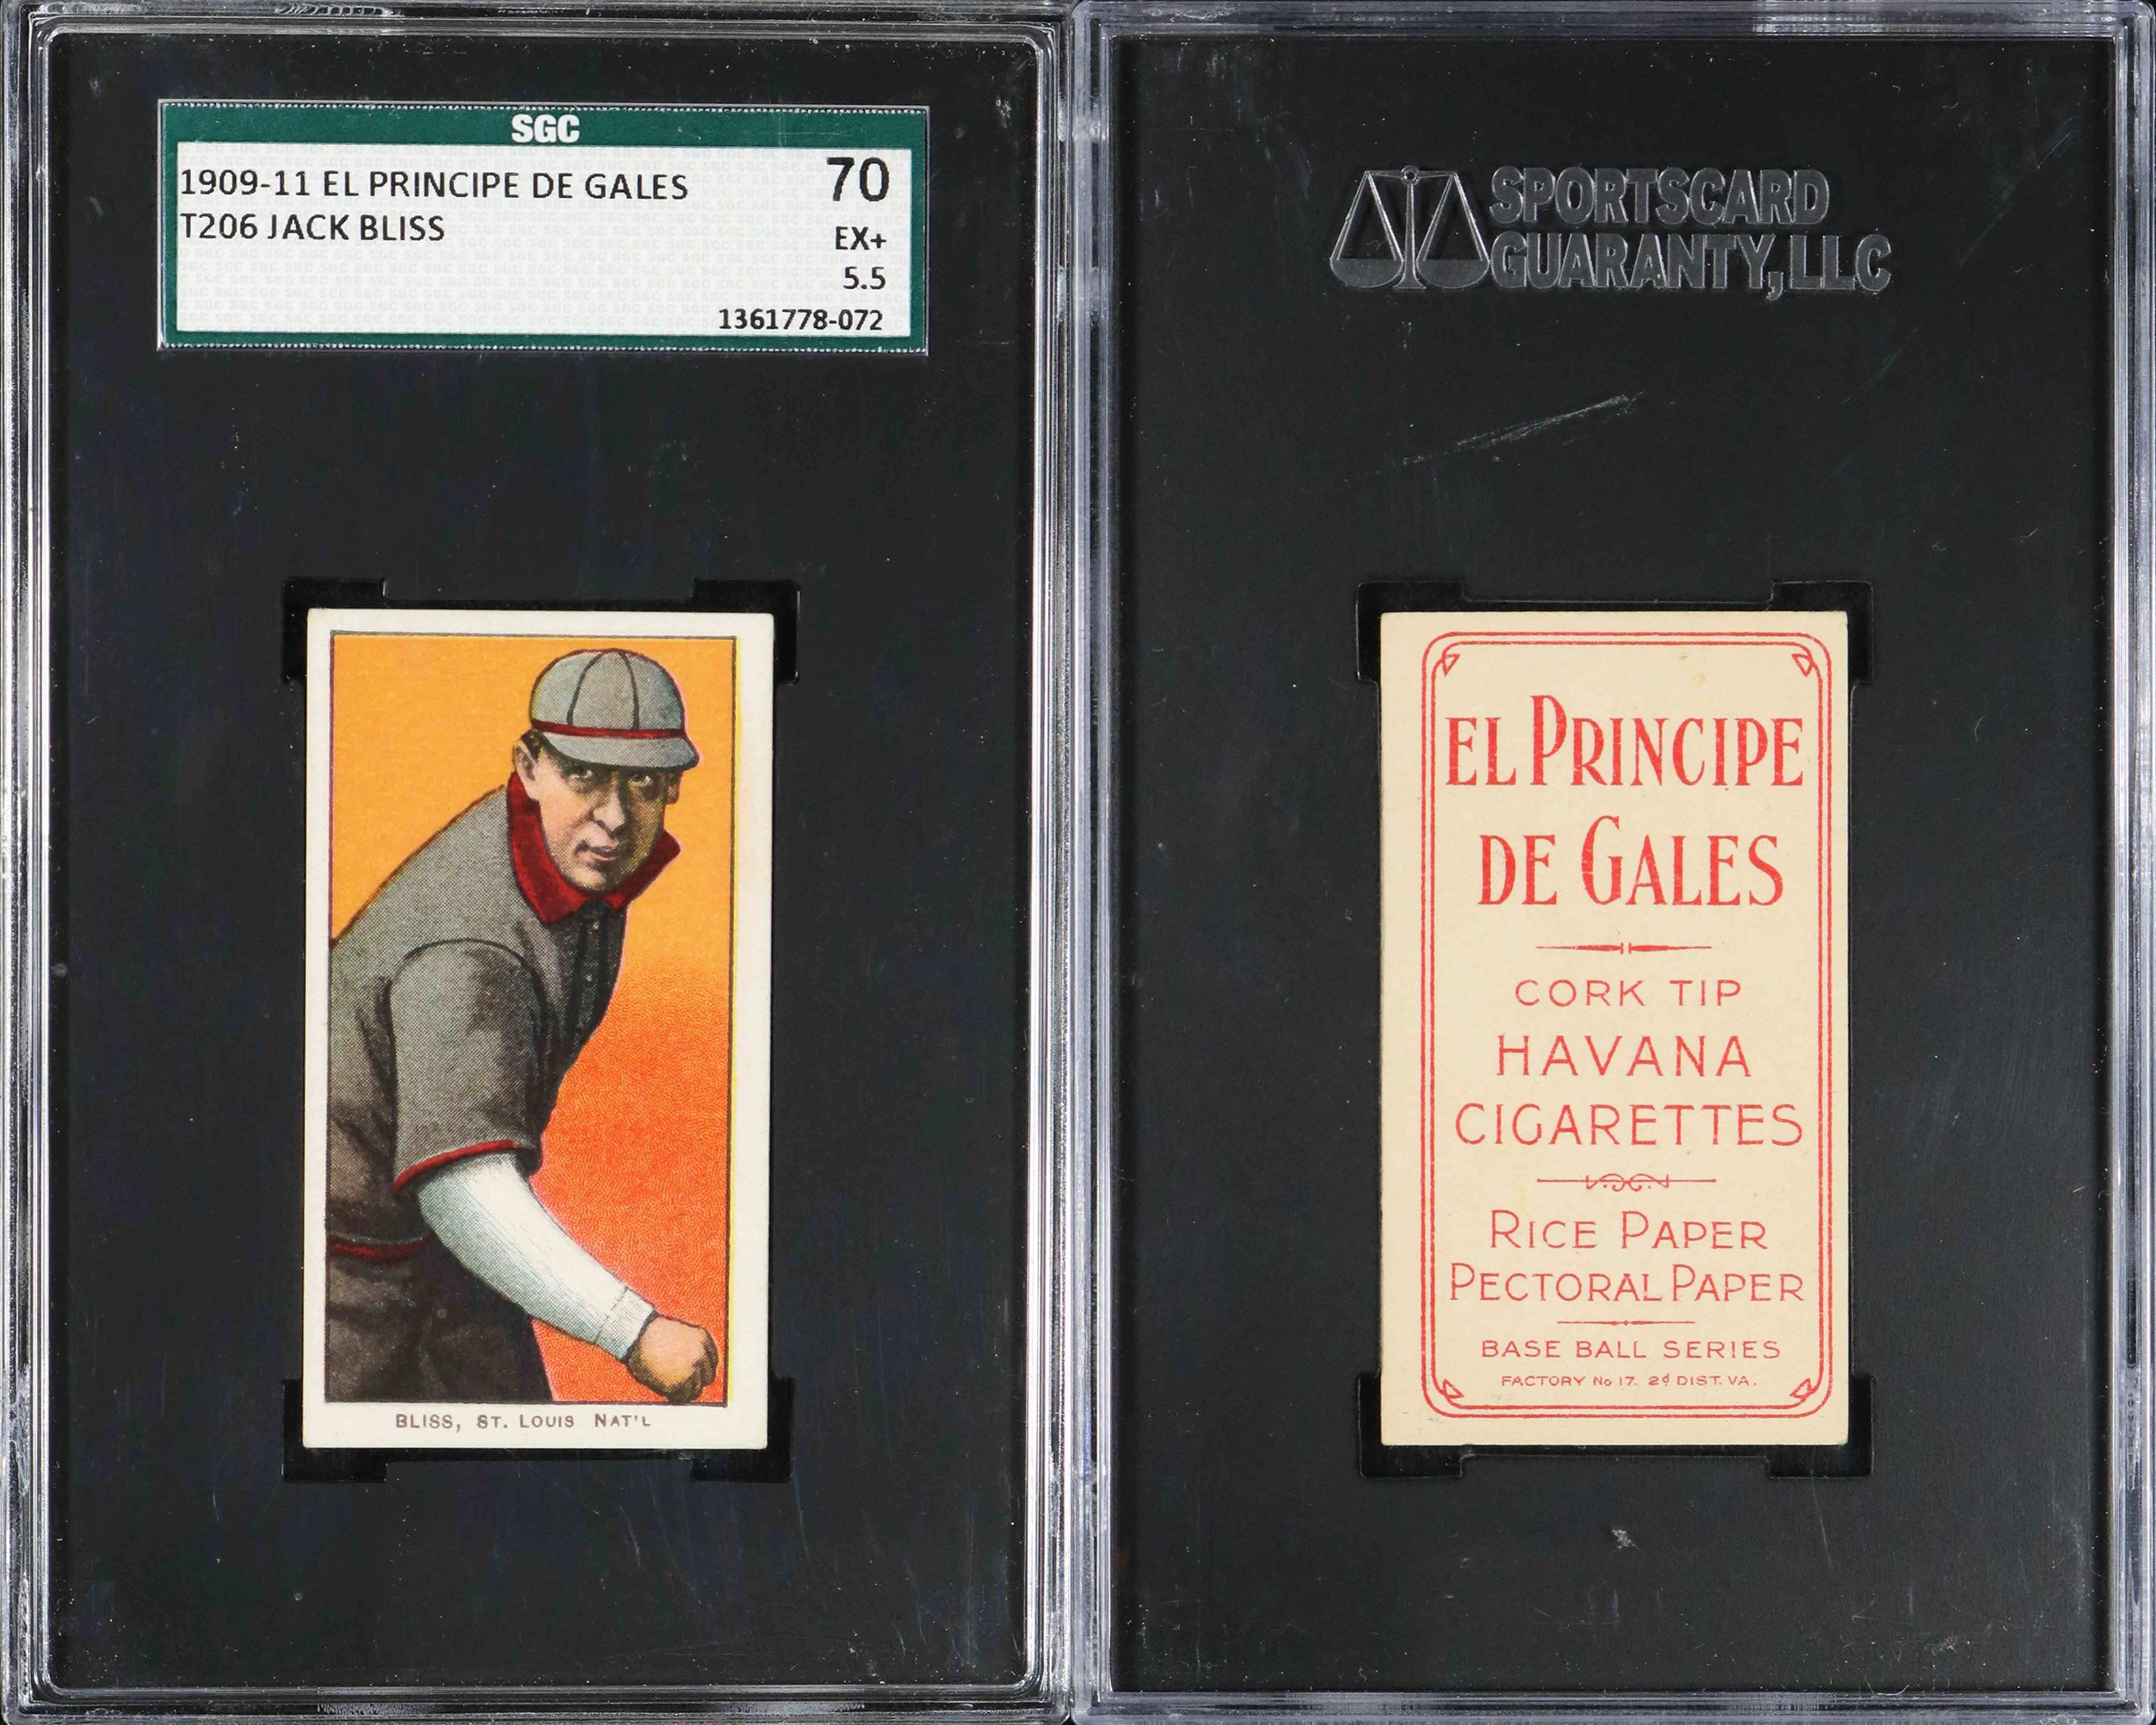 SGC
1909-11 EL PRINCIPE DE GALES 70
T206 JACK BLISS EX+
5.5
1361778-072
BLISS, ST. LOUIS NAT'L
SPORTSCARD
GUARANTY, LLC
EL PRINCIPE
DE GALES
CORK TIP
HAVANA
CIGARETTES
RICE PAPER
PECTORAL PAPER
BASE BALL SERIES
FACTORY No 17. 2d DIST. VA.